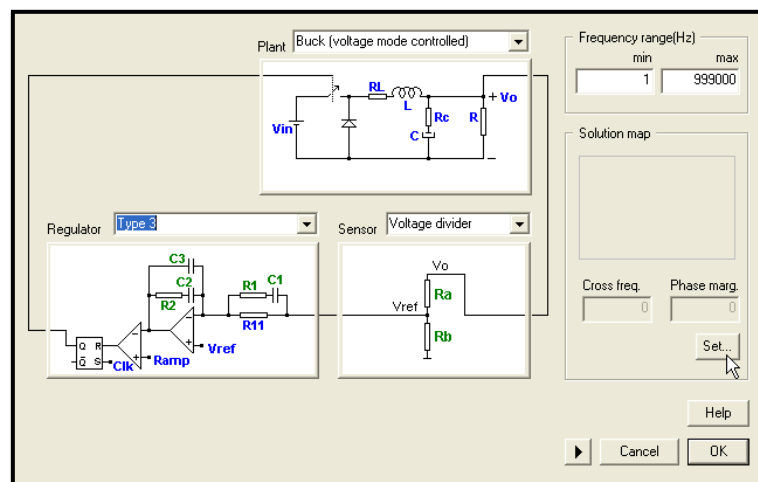 Plant Buck (voltage mode controlled)
RL
L
+ Vo
Rc
R
Vin
C
–
Frequency range(Hz)
min max
1 999000
Solution map
Cross freq. Phase marg.
0 0
Set...
Regulator Type 3
C3
C2
R2
R1 C1
R11
Vref
Ramp
Clk
Q R
Q S
Sensor Voltage divider
Vo
Ra
Vref
Rb
Help
Cancel OK